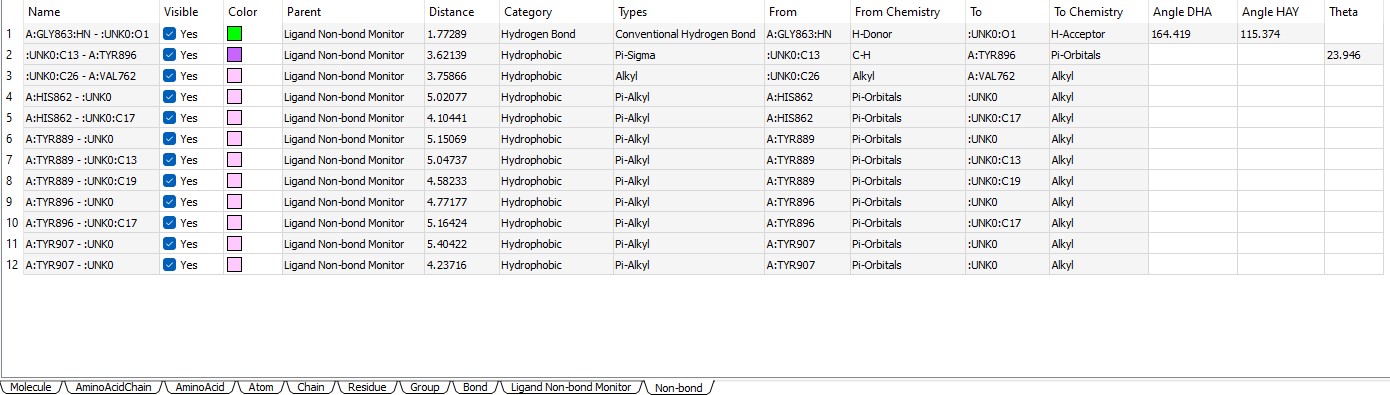 Name Visible Color Parent Distance Category Types From From Chemistry To To Chemistry Angle DHA Angle HAY Theta
1 A:GLY863:HN - :UNK0:O1 Yes Ligand Non-bond Monitor 1.77289 Hydrogen Bond Conventional Hydrogen Bond A:GLY863:HN H-Donor :UNK0:O1 H-Acceptor 164.419 115.374
2 :UNK0:C13 - A:TYR896 Yes Ligand Non-bond Monitor 3.62139 Hydrophobic Pi-Sigma :UNK0:C13 C-H A:TYR896 Pi-Orbitals 23.946
3 :UNK0:C26 - A:VAL762 Yes Ligand Non-bond Monitor 3.75866 Hydrophobic Alkyl :UNK0:C26 Alkyl A:VAL762 Alkyl
4 A:HIS862 - :UNK0 Yes Ligand Non-bond Monitor 5.02077 Hydrophobic Pi-Alkyl A:HIS862 Pi-Orbitals :UNK0 Alkyl
5 A:HIS862 - :UNK0:C17 Yes Ligand Non-bond Monitor 4.10441 Hydrophobic Pi-Alkyl A:HIS862 Pi-Orbitals :UNK0:C17 Alkyl
6 A:TYR889 - :UNK0 Yes Ligand Non-bond Monitor 5.15069 Hydrophobic Pi-Alkyl A:TYR889 Pi-Orbitals :UNK0 Alkyl
7 A:TYR889 - :UNK0:C13 Yes Ligand Non-bond Monitor 5.04737 Hydrophobic Pi-Alkyl A:TYR889 Pi-Orbitals :UNK0:C13 Alkyl
8 A:TYR889 - :UNK0:C19 Yes Ligand Non-bond Monitor 4.58233 Hydrophobic Pi-Alkyl A:TYR889 Pi-Orbitals :UNK0:C19 Alkyl
9 A:TYR896 - :UNK0 Yes Ligand Non-bond Monitor 4.77177 Hydrophobic Pi-Alkyl A:TYR896 Pi-Orbitals :UNK0 Alkyl
10 A:TYR896 - :UNK0:C17 Yes Ligand Non-bond Monitor 5.16424 Hydrophobic Pi-Alkyl A:TYR896 Pi-Orbitals :UNK0:C17 Alkyl
11 A:TYR907 - :UNK0 Yes Ligand Non-bond Monitor 5.40422 Hydrophobic Pi-Alkyl A:TYR907 Pi-Orbitals :UNK0 Alkyl
12 A:TYR907 - :UNK0 Yes Ligand Non-bond Monitor 4.23716 Hydrophobic Pi-Alkyl A:TYR907 Pi-Orbitals :UNK0 Alkyl
Molecule AminoAcidChain AminoAcid Atom Chain Residue Group Bond Ligand Non-bond Monitor Non-bond